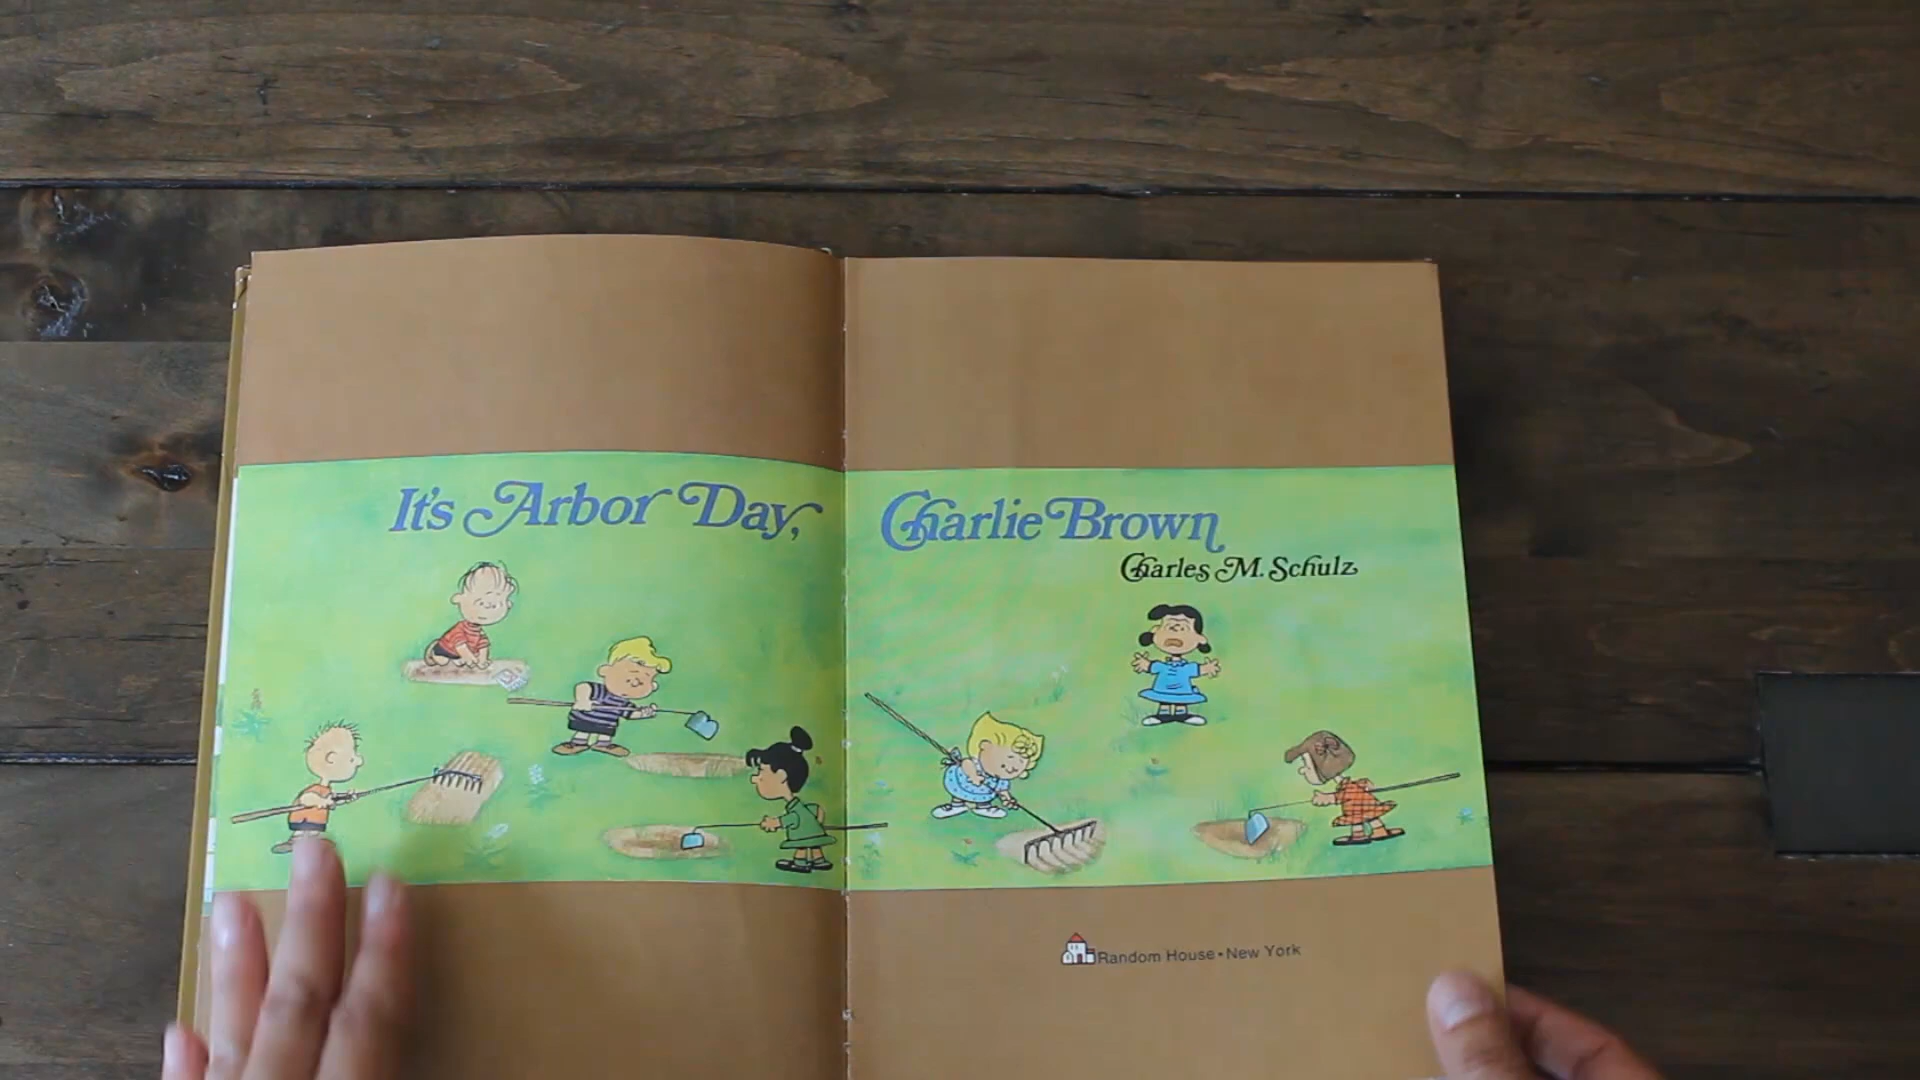 It's Arbor Day, Charlie Brown
Charles M. Schulz
Random House • New York